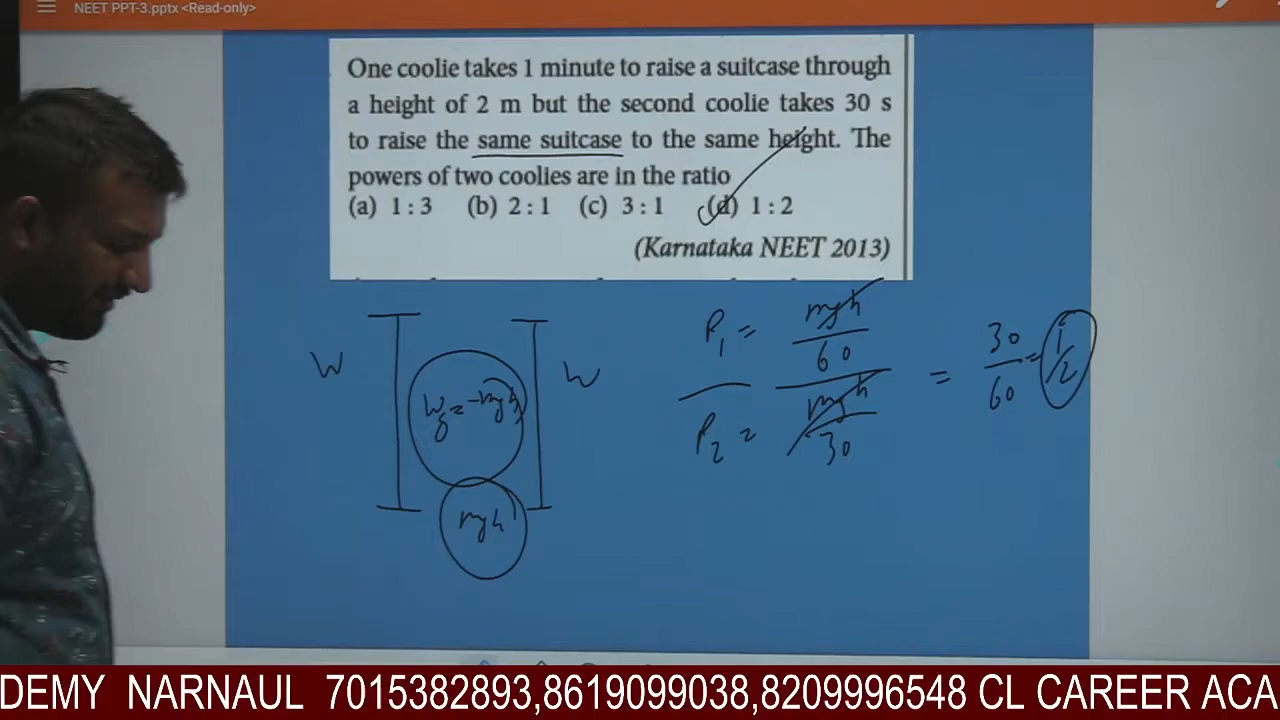 NEET PPT-3.pptx <Read-only>
One coolie takes 1 minute to raise a suitcase through
a height of 2 m but the second coolie takes 30 s
to raise the same suitcase to the same height. The
powers of two coolies are in the ratio
(a) 1 : 3 (b) 2 : 1 (c) 3 : 1 (d) 1 : 2
(Karnataka NEET 2013)
W
Wg = -mgh
W
mgh
P1 = mgh
60
P2 = mgh
30
= 30
60
= 1/2
DEMY NARNAUL 7015382893,8619099038,8209996548 CL CAREER ACA